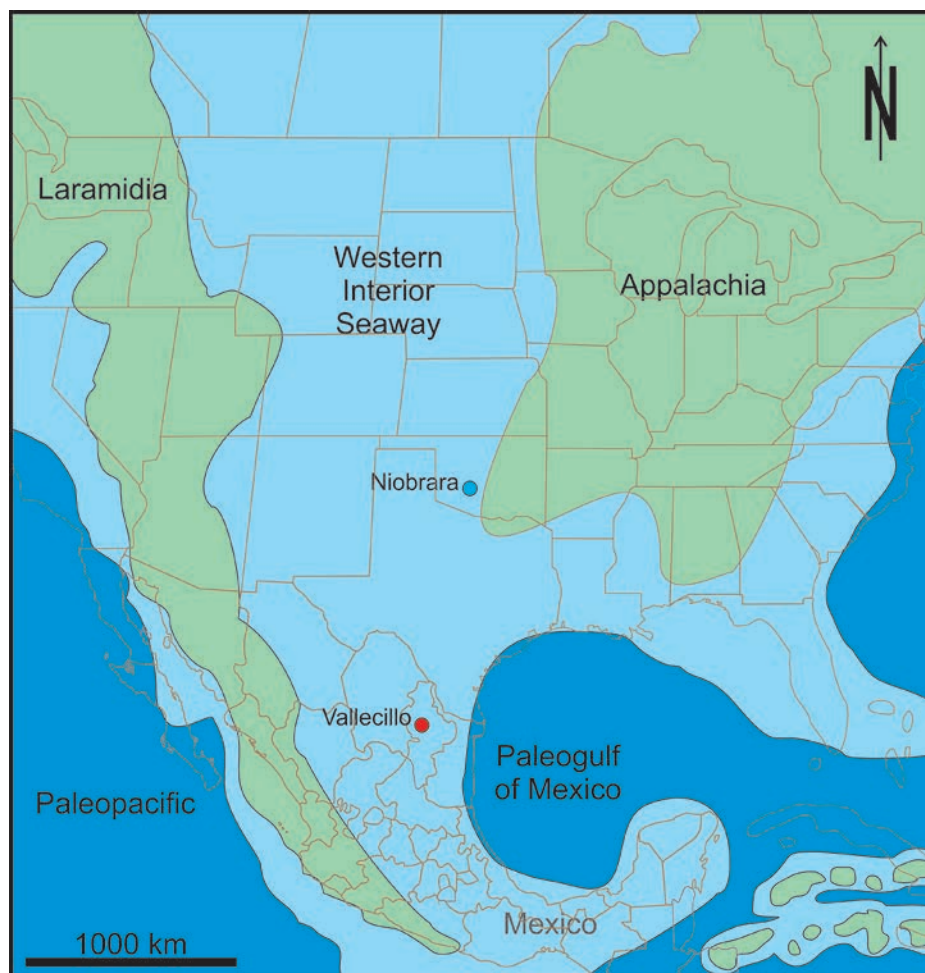 N
Laramidia
Western
Interior
Seaway
Appalachia
Niobrara
Vallecillo
Paleogulf
of Mexico
Paleopacific
Mexico
1000 km